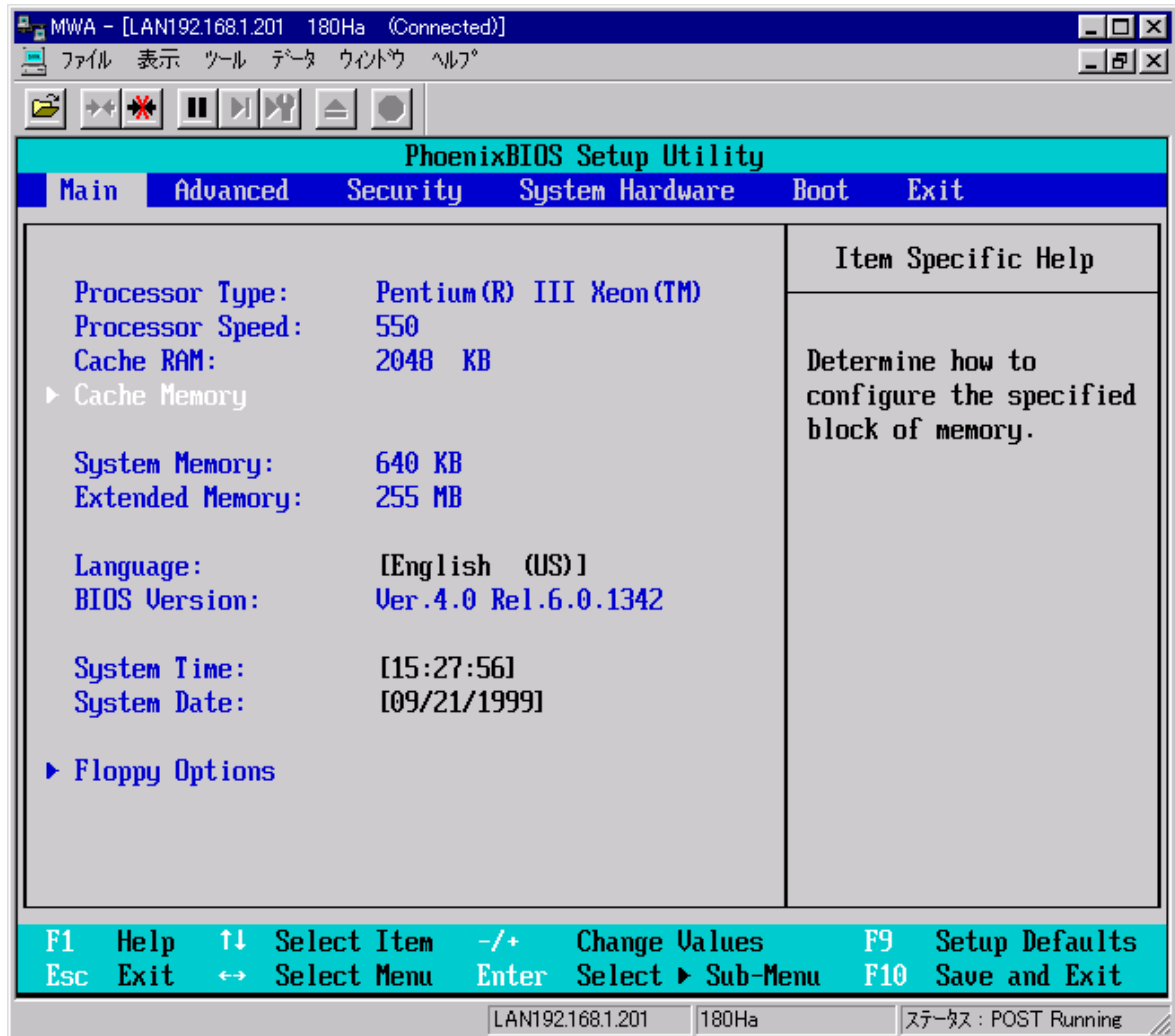 MWA - [LAN192.168.1.201 180Ha (Connected)]
ファイル 表示 ツール データ ウィンドウ ヘルプ
PhoenixBIOS Setup Utility
Main Advanced Security System Hardware Boot Exit
Item Specific Help
Processor Type: Pentium(R) III Xeon(TM)
Processor Speed: 550
Cache RAM: 2048 KB
Cache Memory
System Memory: 640 KB
Extended Memory: 255 MB
Language: [English (US)]
BIOS Version: Ver.4.0 Rel.6.0.1342
System Time: [15:27:56]
System Date: [09/21/1999]
Floppy Options
Determine how to
configure the specified
block of memory.
F1 Help ↑↓ Select Item -/+ Change Values F9 Setup Defaults
Esc Exit ↔ Select Menu Enter Select ▶ Sub-Menu F10 Save and Exit
LAN192.168.1.201 180Ha ステータス : POST Running